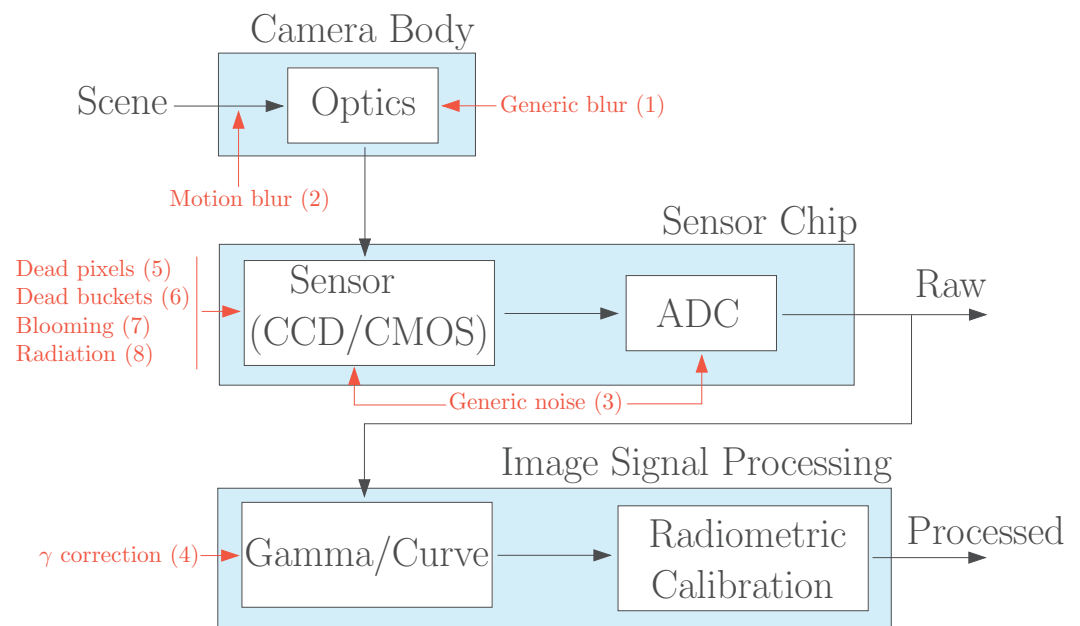 Camera Body
Scene
Optics
Generic blur (1)
Motion blur (2)
Sensor Chip
Dead pixels (5)
Dead buckets (6)
Blooming (7)
Radiation (8)
Sensor
(CCD/CMOS)
ADC
Raw
Generic noise (3)
Image Signal Processing
γ correction (4)
Gamma/Curve
Radiometric
Calibration
Processed